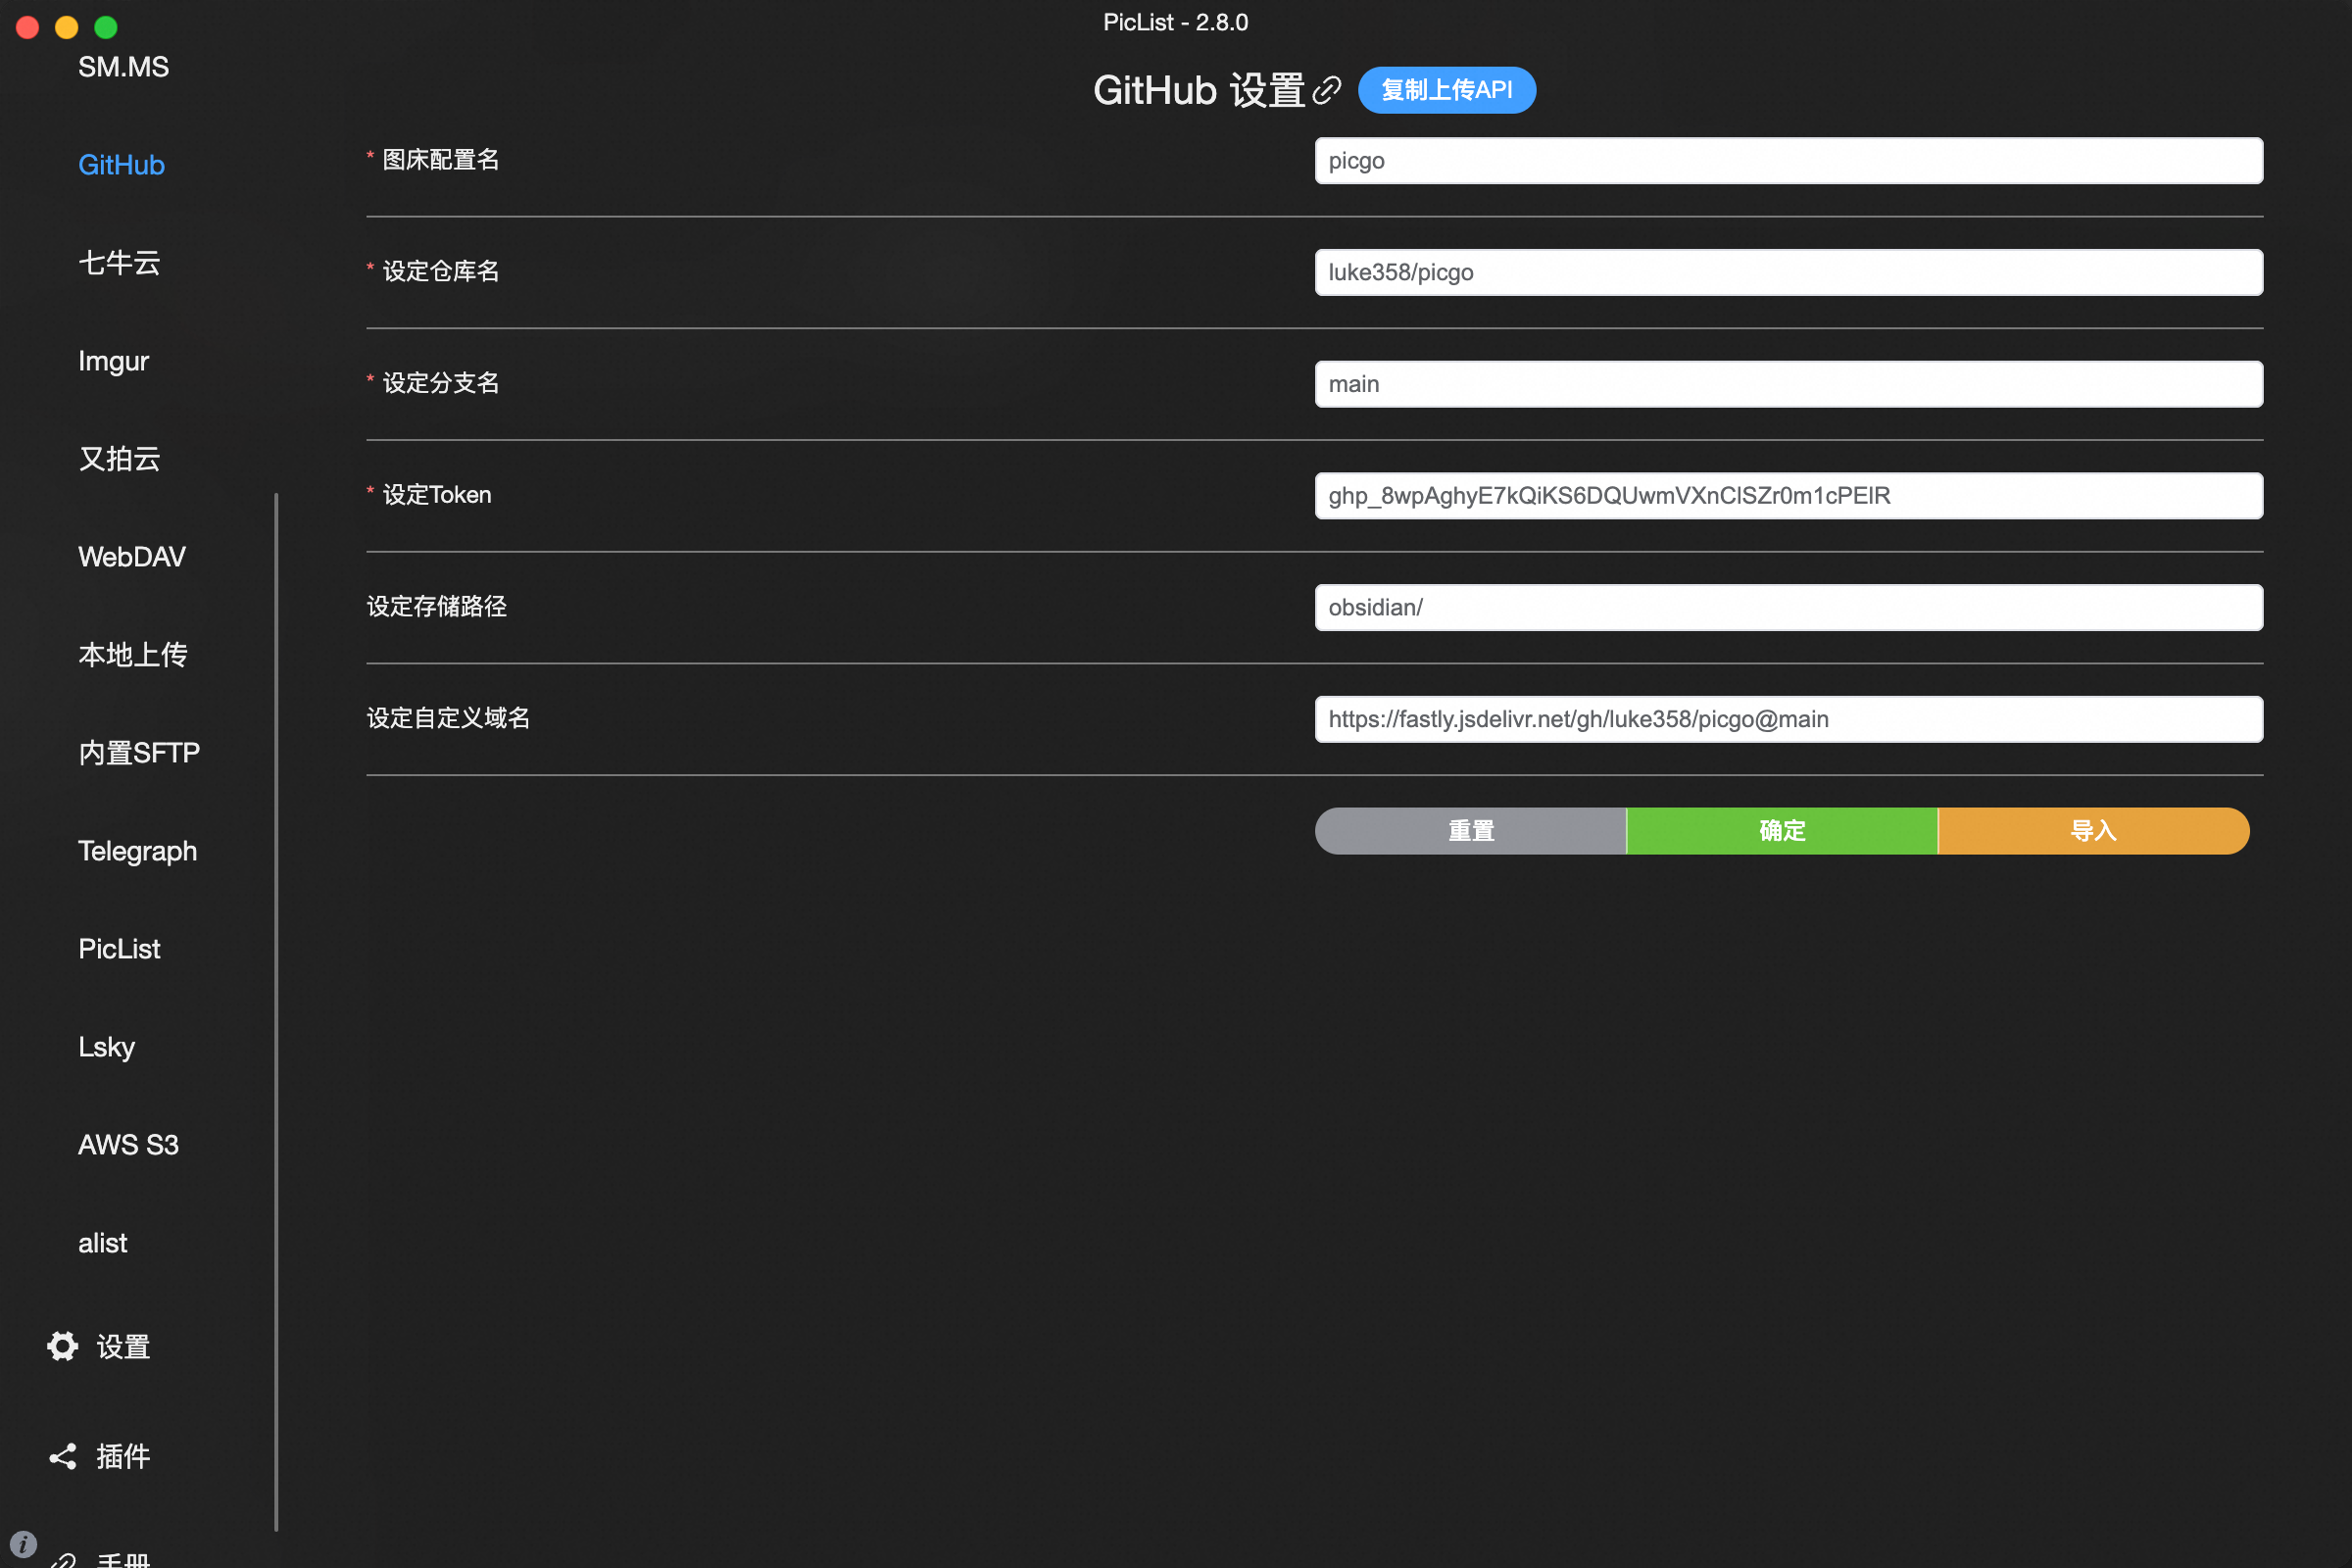 PicList - 2.8.0
SM.MS
GitHub
七牛云
Imgur
又拍云
WebDAV
本地上传
内置SFTP
Telegraph
PicList
Lsky
AWS S3
alist
设置
插件
手册
GitHub 设置 复制上传API
* 图床配置名 picgo
* 设定仓库名 luke358/picgo
* 设定分支名 main
* 设定Token
设定存储路径 obsidian/
设定自定义域名 https://fastly.jsdelivr.net/gh/luke358/picgo@main
重置 确定 导入